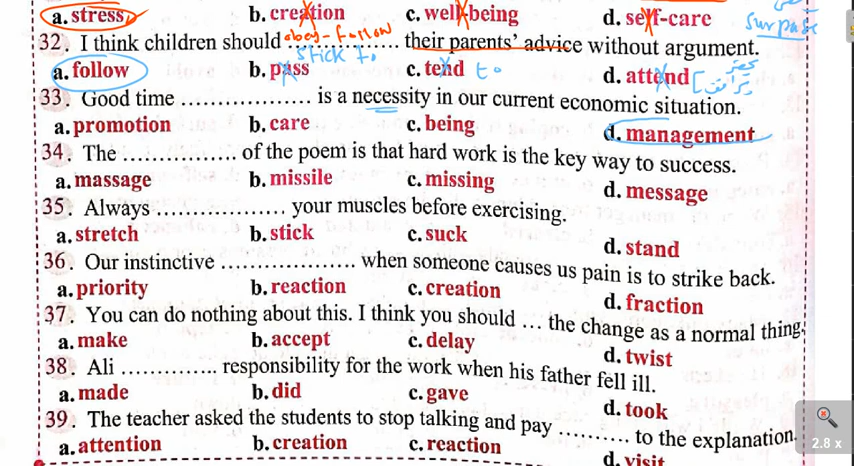 a. stress b. creation c. well-being d. self-care surpass
obey - follow
32. I think children should .................. their parents' advice without argument.
stick to
a. follow b. pass c. tend to d. attend
33. Good time .................. is a necessity in our current economic situation.
a. promotion b. care c. being d. management
34. The ............... of the poem is that hard work is the key way to success.
a. massage b. missile c. missing d. message
35. Always .................. your muscles before exercising.
a. stretch b. stick c. suck d. stand
36. Our instinctive .................. when someone causes us pain is to strike back.
a. priority b. reaction c. creation d. fraction
37. You can do nothing about this. I think you should ... the change as a normal thing.
a. make b. accept c. delay d. twist
38. Ali ............. responsibility for the work when his father fell ill.
a. made b. did c. gave d. took
39. The teacher asked the students to stop talking and pay .......... to the explanation.
a. attention b. creation c. reaction d. visit
2.8 x